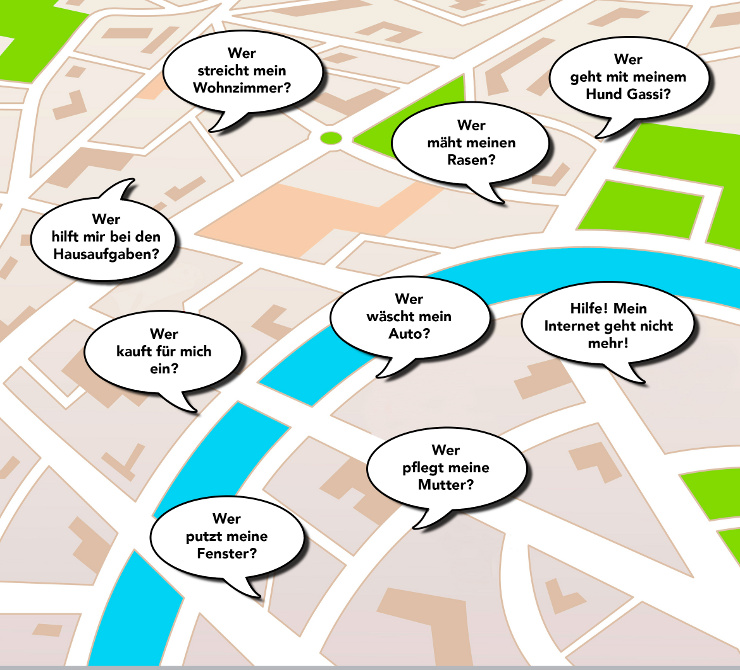 Wer
streicht mein
Wohnzimmer?
Wer
geht mit meinem
Hund Gassi?
Wer
mäht meinen
Rasen?
Wer
hilft mir bei den
Hausaufgaben?
Wer
wäscht mein
Auto?
Hilfe! Mein
Internet geht nicht
mehr!
Wer
kauft für mich
ein?
Wer
pflegt meine
Mutter?
Wer
putzt meine
Fenster?